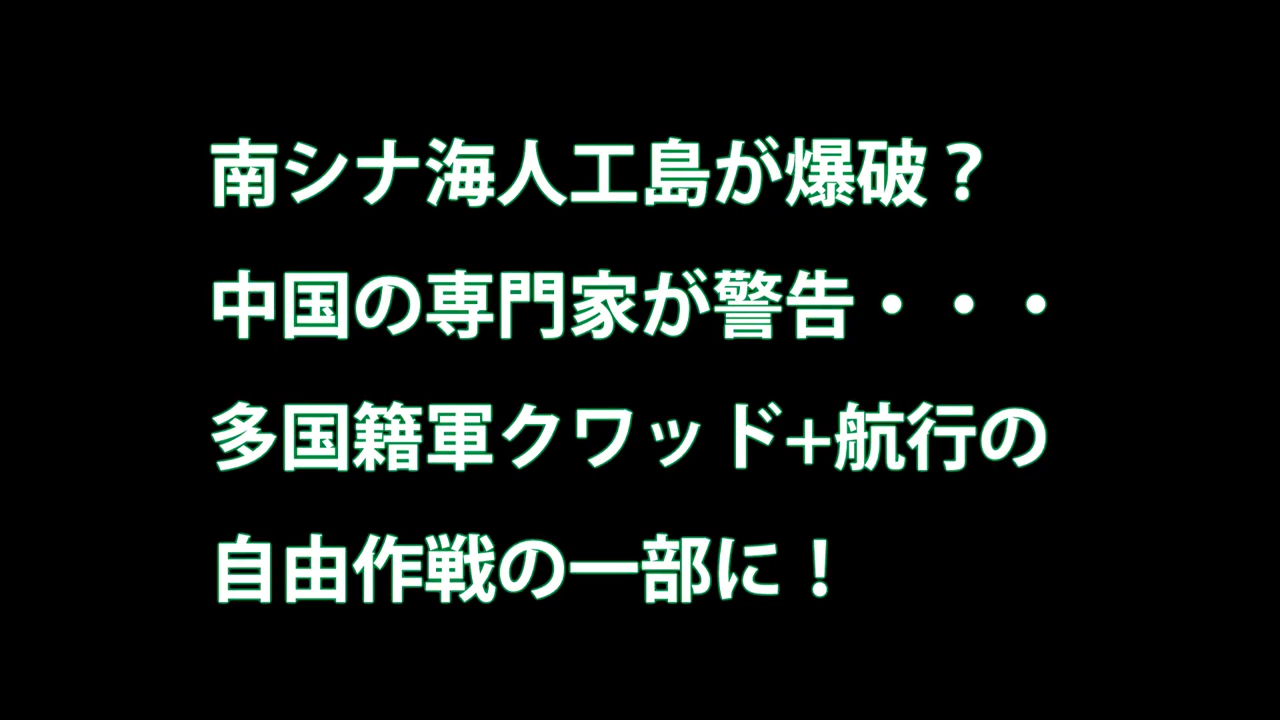 南シナ海人工島が爆破？
中国の専門家が警告・・・
多国籍軍クワッド+航行の
自由作戦の一部に！